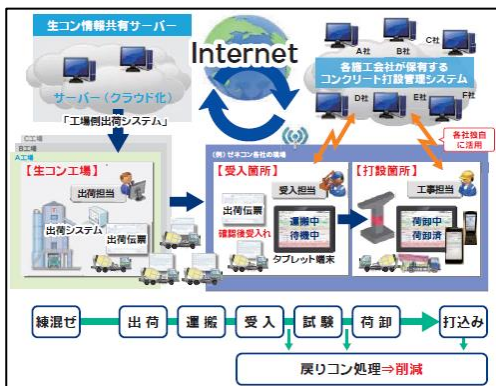 生コン情報共有サーバー
サーバー（クラウド化）
「工場側出荷システム」
Internet
A社
B社
C社
各施工会社が保有する
コンクリート打設管理システム
D社
E社
F社
各社独自
に活用
C工場
B工場
A工場
【生コン工場】
出荷担当
出荷システム
出荷伝票
（例）ゼネコン各社の現場
【受入箇所】
受入担当
出荷伝票
確認後受入れ
運搬中
待機中
タブレット端末
【打設箇所】
工事担当
荷卸中
荷卸済
練混ぜ
出荷
運搬
受入
試験
荷卸
打込み
戻りコン処理⇒削減